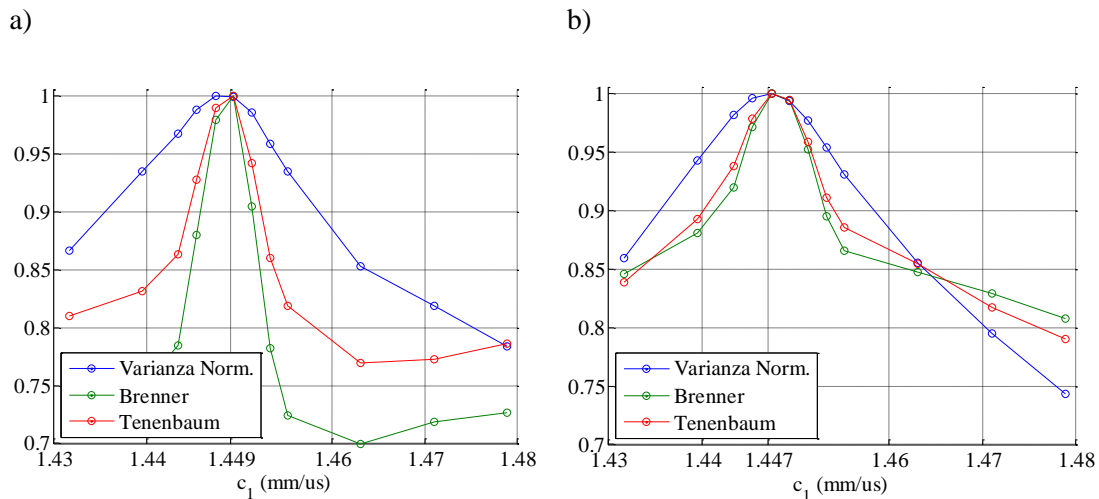 a)
1
0.95
0.9
0.85
0.8
0.75
0.7
Varianza Norm.
Brenner
Tenenbaum
1.43 1.44 1.449 1.46 1.47 1.48
c1 (mm/us)
b)
1
0.95
0.9
0.85
0.8
0.75
0.7
Varianza Norm.
Brenner
Tenenbaum
1.43 1.44 1.447 1.46 1.48
c1 (mm/us)